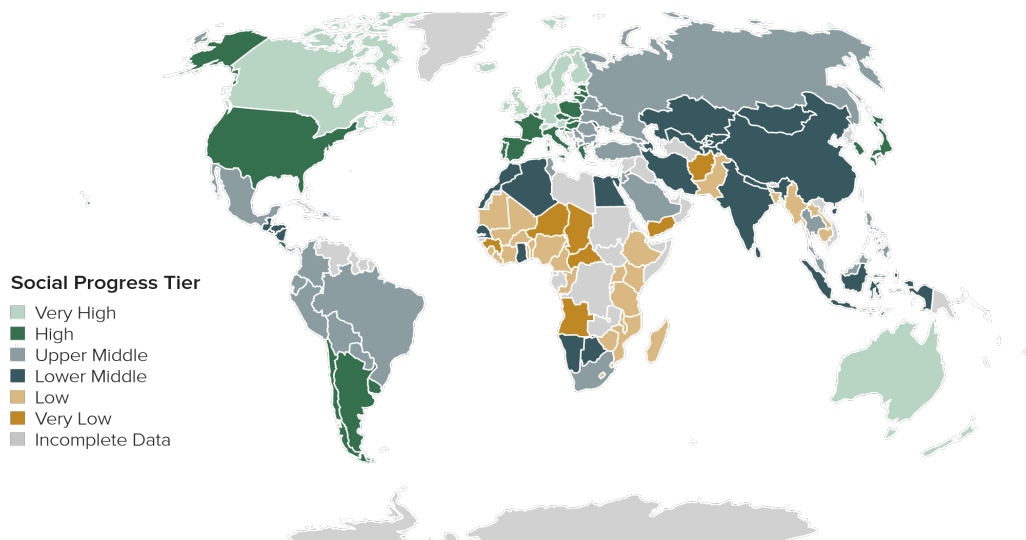 Social Progress Tier
Very High
High
Upper Middle
Lower Middle
Low
Very Low
Incomplete Data